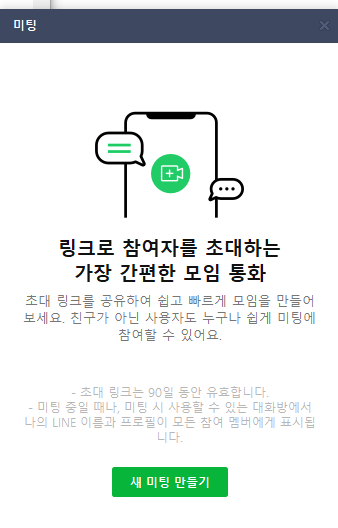 미팅
링크로 참여자를 초대하는
가장 간편한 모임 통화
초대 링크를 공유하여 쉽고 빠르게 모임을 만들어
보세요. 친구가 아닌 사용자도 누구나 쉽게 미팅에
참여할 수 있어요.
- 초대 링크는 90일 동안 유효합니다.
- 미팅 중일 때나, 미팅 시 사용할 수 있는 대화방에서
나의 LINE 이름과 프로필이 모든 참여 멤버에게 표시됩
니다.
새 미팅 만들기